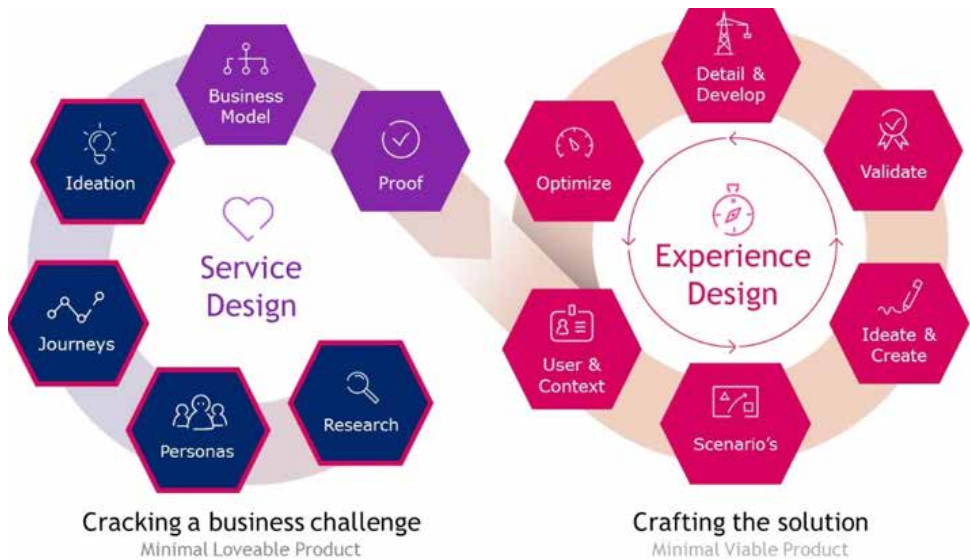 Business
Model
Ideation
Proof
Service
Design
Journeys
Personas
Research
Cracking a business challenge
Minimal Loveable Product
Detail &
Develop
Optimize
Validate
Experience
Design
User &
Context
Ideate &
Create
Scenario's
Crafting the solution
Minimal Viable Product